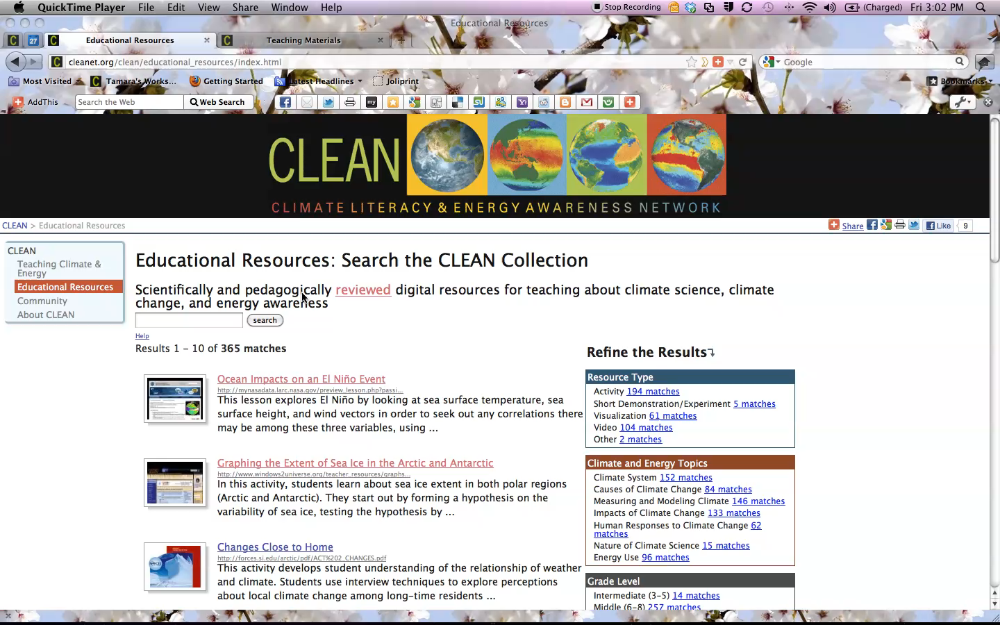 QuickTime Player File Edit View Share Window Help Stop Recording (Charged) Fri 3:02 PM
Educational Resources
27 Educational Resources Teaching Materials
cleanet.org/clean/educational_resources/index.html Google
Most Visited Tamara's Works... Getting Started Latest Headlines Joliprint Bookmarks
AddThis Search the Web Web Search my
CLEAN
CLIMATE LITERACY & ENERGY AWARENESS NETWORK
CLEAN > Educational Resources Share Like 9
CLEAN
Teaching Climate &
Energy
Educational Resources
Community
About CLEAN
Educational Resources: Search the CLEAN Collection
Scientifically and pedagogically reviewed digital resources for teaching about climate science, climate
change, and energy awareness
search
Help
Results 1 - 10 of 365 matches
Ocean Impacts on an El Niño Event
http://mynasadata.larc.nasa.gov/preview_lesson.php?passi...
This lesson explores El Niño by looking at sea surface temperature, sea
surface height, and wind vectors in order to seek out any correlations there
may be among these three variables, using ...
Graphing the Extent of Sea Ice in the Arctic and Antarctic
http://www.windows2universe.org/teacher_resources/graphs...
In this activity, students learn about sea ice extent in both polar regions
(Arctic and Antarctic). They start out by forming a hypothesis on the
variability of sea ice, testing the hypothesis by ...
Changes Close to Home
http://forces.si.edu/arctic/pdf/ACT%202_CHANGES.pdf
This activity develops student understanding of the relationship of weather
and climate. Students use interview techniques to explore perceptions
about local climate change among long-time residents ...
Refine the Results
Resource Type
Activity 194 matches
Short Demonstration/Experiment 5 matches
Visualization 61 matches
Video 104 matches
Other 2 matches
Climate and Energy Topics
Climate System 152 matches
Causes of Climate Change 84 matches
Measuring and Modeling Climate 146 matches
Impacts of Climate Change 133 matches
Human Responses to Climate Change 62
matches
Nature of Climate Science 15 matches
Energy Use 96 matches
Grade Level
Intermediate (3-5) 14 matches
Middle (6-8) 257 matches